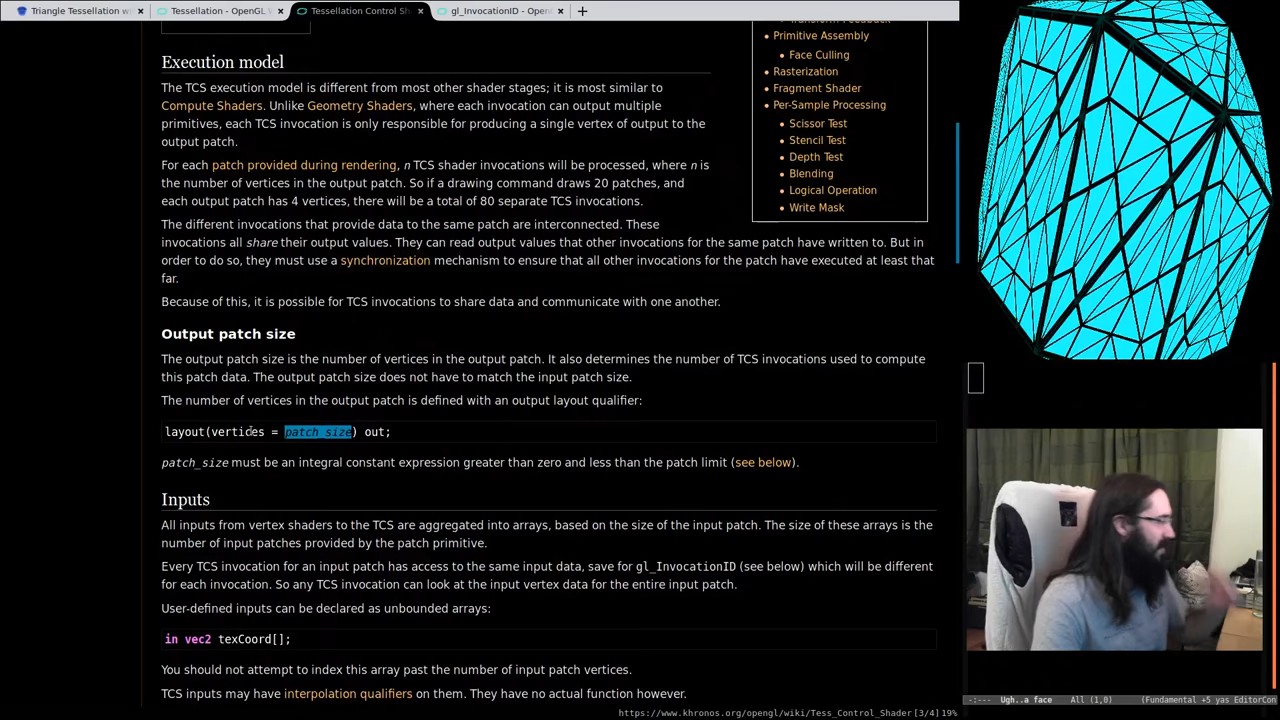 Triangle Tessellation wi
Tessellation - OpenGL W
Tessellation Control Sh
gl_InvocationID - OpenG
Execution model
The TCS execution model is different from most other shader stages; it is most similar to
Compute Shaders. Unlike Geometry Shaders, where each invocation can output multiple
primitives, each TCS invocation is only responsible for producing a single vertex of output to the
output patch.
For each patch provided during rendering, n TCS shader invocations will be processed, where n is
the number of vertices in the output patch. So if a drawing command draws 20 patches, and
each output patch has 4 vertices, there will be a total of 80 separate TCS invocations.
The different invocations that provide data to the same patch are interconnected. These
invocations all share their output values. They can read output values that other invocations for the same patch have written to. But in
order to do so, they must use a synchronization mechanism to ensure that all other invocations for the patch have executed at least that
far.
Because of this, it is possible for TCS invocations to share data and communicate with one another.
Output patch size
The output patch size is the number of vertices in the output patch. It also determines the number of TCS invocations used to compute
this patch data. The output patch size does not have to match the input patch size.
The number of vertices in the output patch is defined with an output layout qualifier:
layout(vertices = patch_size) out;
patch_size must be an integral constant expression greater than zero and less than the patch limit (see below).
Inputs
All inputs from vertex shaders to the TCS are aggregated into arrays, based on the size of the input patch. The size of these arrays is the
number of input patches provided by the patch primitive.
Every TCS invocation for an input patch has access to the same input data, save for gl_InvocationID (see below) which will be different
for each invocation. So any TCS invocation can look at the input vertex data for the entire input patch.
User-defined inputs can be declared as unbounded arrays:
in vec2 texCoord[];
You should not attempt to index this array past the number of input patch vertices.
TCS inputs may have interpolation qualifiers on them. They have no actual function however.
Transform Feedback
Primitive Assembly
Face Culling
Rasterization
Fragment Shader
Per-Sample Processing
Scissor Test
Stencil Test
Depth Test
Blending
Logical Operation
Write Mask
https://www.khronos.org/opengl/wiki/Tess_Control_Shader[3/4]19%
-:--- Ugh..a face All (1,0) (Fundamental +5 yas EditorCon